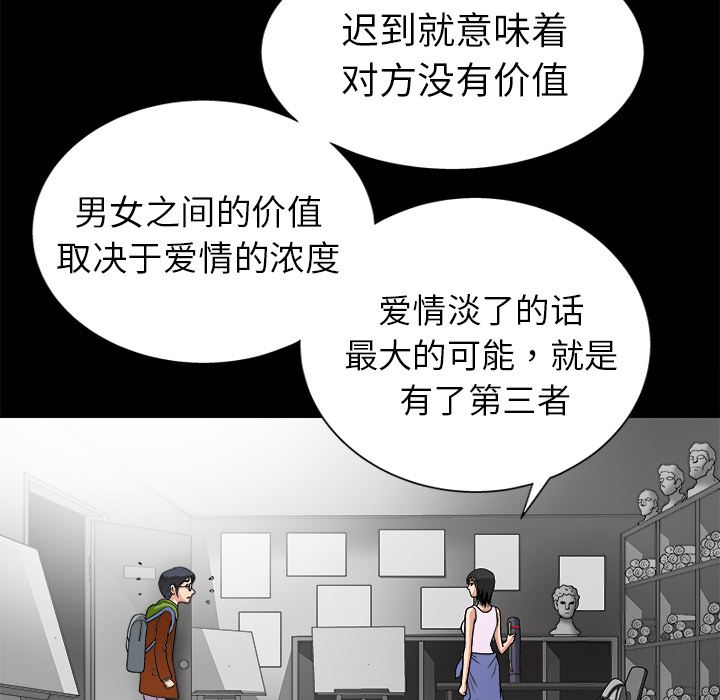 迟到就意味着
对方没有价值
男女之间的价值
取决于爱情的浓度
爱情淡了的话
最大的可能，就是
有了第三者